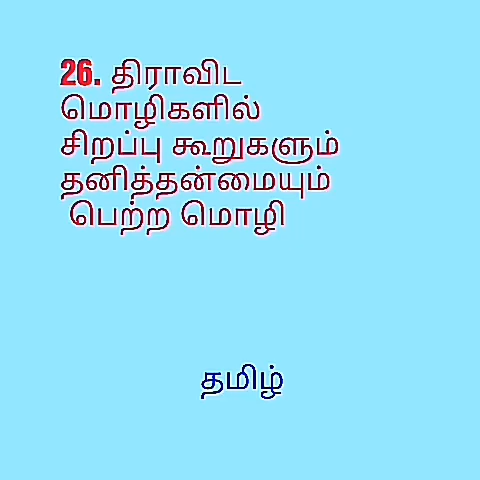 26. திராவிட
மொழிகளில்
சிறப்பு கூறுகளும்
தனித்தன்மையும்
பெற்ற மொழி
தமிழ்